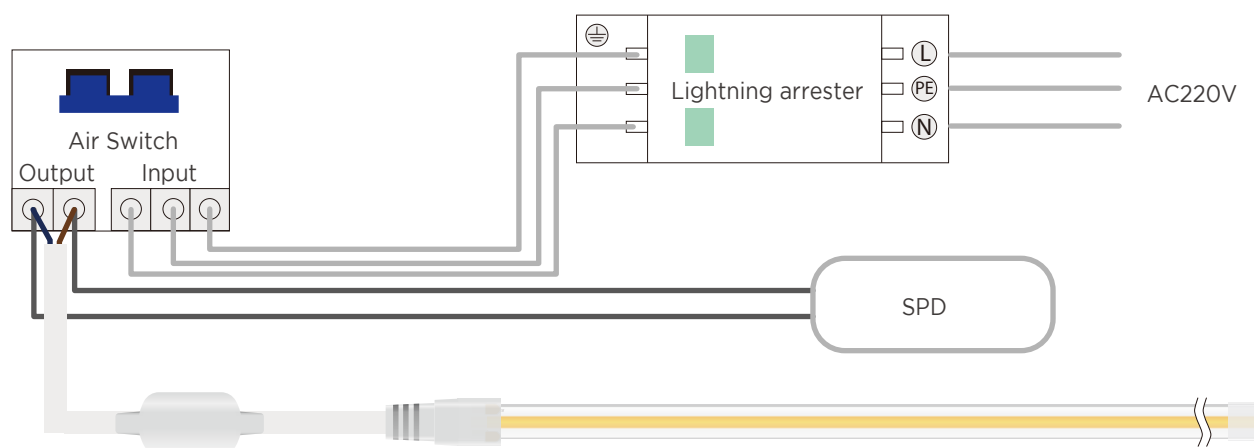 L
Lightning arrester
PE
AC220V
N
Air Switch
Output
Input
SPD